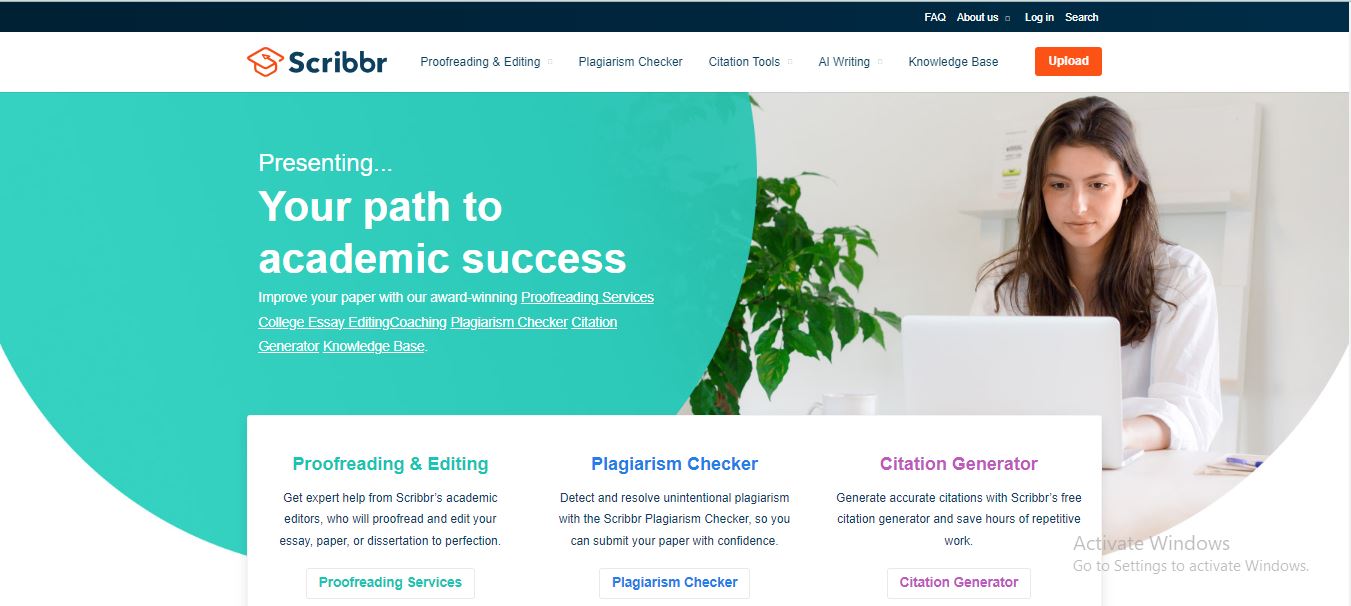 FAQ About us Log in Search
Scribbr Proofreading & Editing Plagiarism Checker Citation Tools AI Writing Knowledge Base Upload
Presenting...
Your path to
academic success
Improve your paper with our award-winning Proofreading Services
College Essay EditingCoaching Plagiarism Checker Citation
Generator Knowledge Base.
Proofreading & Editing
Get expert help from Scribbr's academic
editors, who will proofread and edit your
essay, paper, or dissertation to perfection.
Proofreading Services
Plagiarism Checker
Detect and resolve unintentional plagiarism
with the Scribbr Plagiarism Checker, so you
can submit your paper with confidence.
Plagiarism Checker
Citation Generator
Generate accurate citations with Scribbr's free
citation generator and save hours of repetitive
work.
Citation Generator
Activate Windows
Go to Settings to activate Windows.